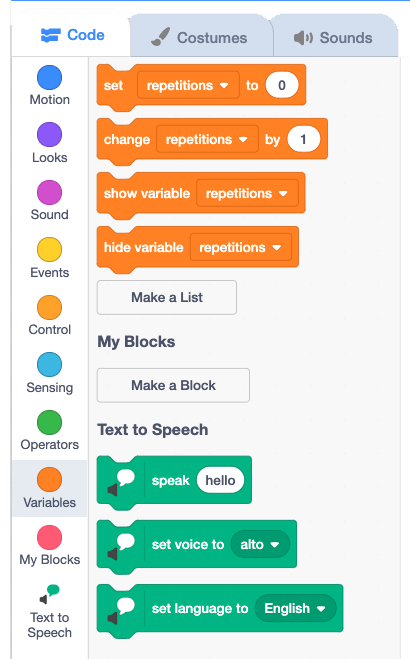 Code
Costumes
Sounds
Motion
Looks
Sound
Events
Control
Sensing
Operators
Variables
My Blocks
Text to
Speech
set repetitions to 0
change repetitions by 1
show variable repetitions
hide variable repetitions
Make a List
My Blocks
Make a Block
Text to Speech
speak hello
set voice to alto
set language to English